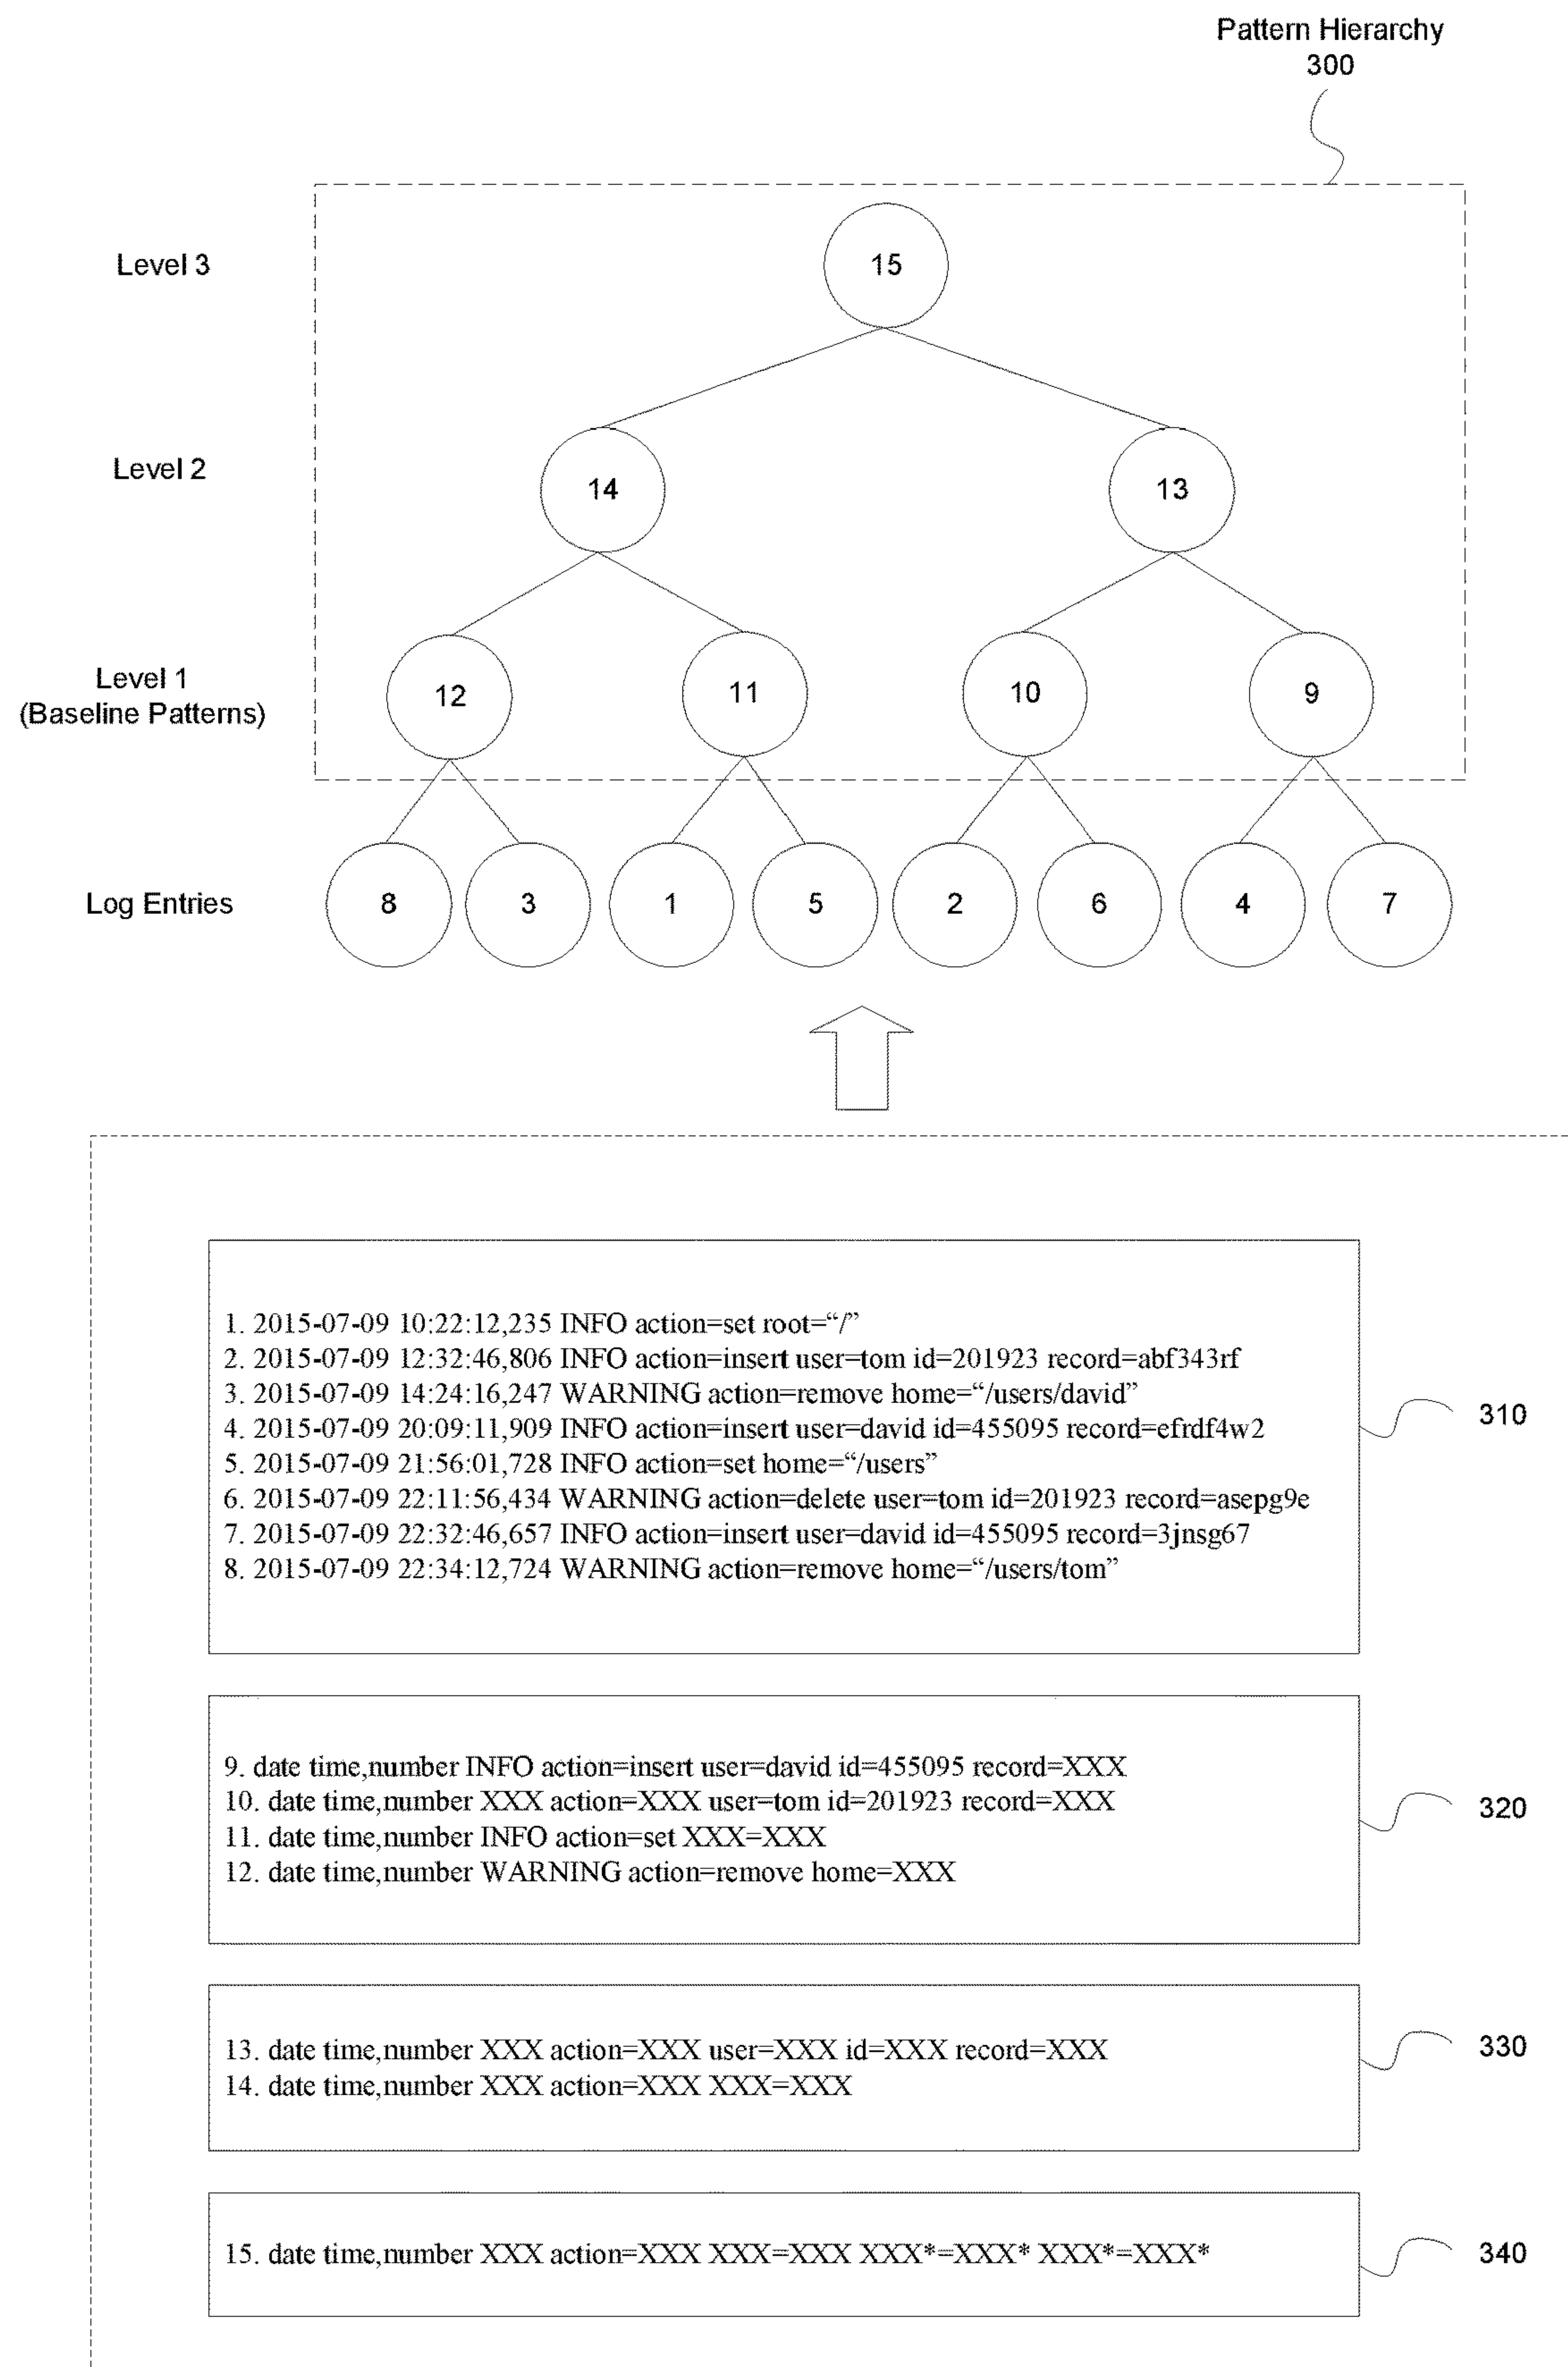 Pattern Hierarchy
300
Level 3
15
Level 2
14
13
Level 1
(Baseline Patterns)
12
11
10
9
Log Entries
8
3
1
5
2
6
4
7
1. 2015-07-09 10:22:12,235 INFO action=set root=“/”
2. 2015-07-09 12:32:46,806 INFO action=insert user=tom id=201923 record=abf343rf
3. 2015-07-09 14:24:16,247 WARNING action=remove home=“/users/david”
4. 2015-07-09 20:09:11,909 INFO action=insert user=david id=455095 record=efrdf4w2
5. 2015-07-09 21:56:01,728 INFO action=set home=“/users”
6. 2015-07-09 22:11:56,434 WARNING action=delete user=tom id=201923 record=asepg9e
7. 2015-07-09 22:32:46,657 INFO action=insert user=david id=455095 record=3jnsg67
8. 2015-07-09 22:34:12,724 WARNING action=remove home=“/users/tom”
310
9. date time,number INFO action=insert user=david id=455095 record=XXX
10. date time,number XXX action=XXX user=tom id=201923 record=XXX
11. date time,number INFO action=set XXX=XXX
12. date time,number WARNING action=remove home=XXX
320
13. date time,number XXX action=XXX user=XXX id=XXX record=XXX
14. date time,number XXX action=XXX XXX=XXX
330
15. date time,number XXX action=XXX XXX=XXX XXX*=XXX* XXX*=XXX*
340